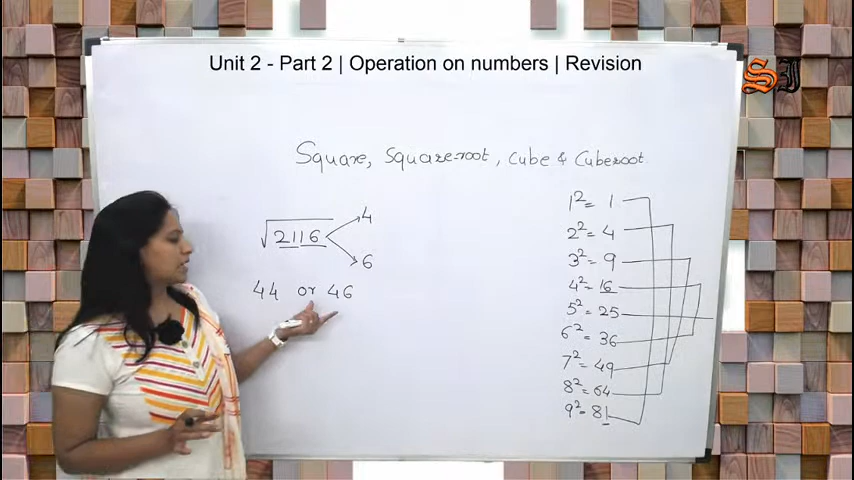 Unit 2 - Part 2 | Operation on numbers | Revision
SJ
Square, Square-root, Cube & Cuberoot.
√2116
4
6
44 or 46
1² = 1
2² = 4
3² = 9
4² = 16
5² = 25
6² = 36
7² = 49
8² = 64
9² = 81